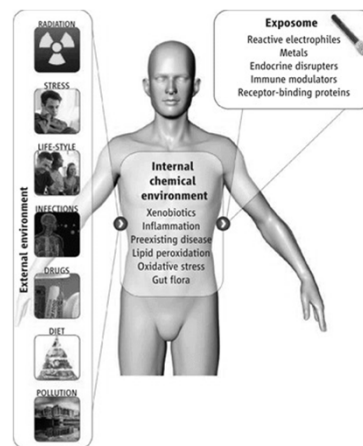 External environment
RADIATION
STRESS
LIFE-STYLE
INFECTIONS
DRUGS
DIET
POLLUTION
Internal
chemical
environment
Xenobiotics
Inflammation
Preexisting disease
Lipid peroxidation
Oxidative stress
Gut flora
Exposome
Reactive electrophiles
Metals
Endocrine disrupters
Immune modulators
Receptor-binding proteins